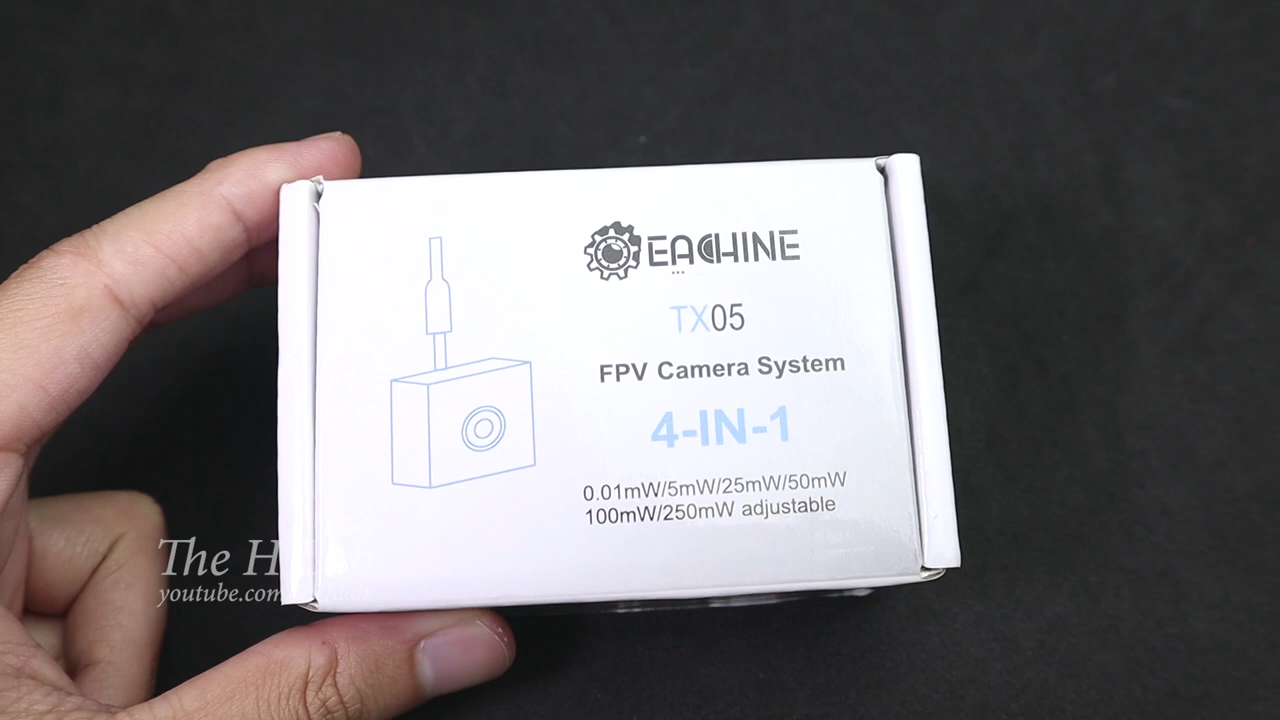 EACHINE
TX05
FPV Camera System
4-IN-1
0.01mW/5mW/25mW/50mW
100mW/250mW adjustable
The
youtube.com/